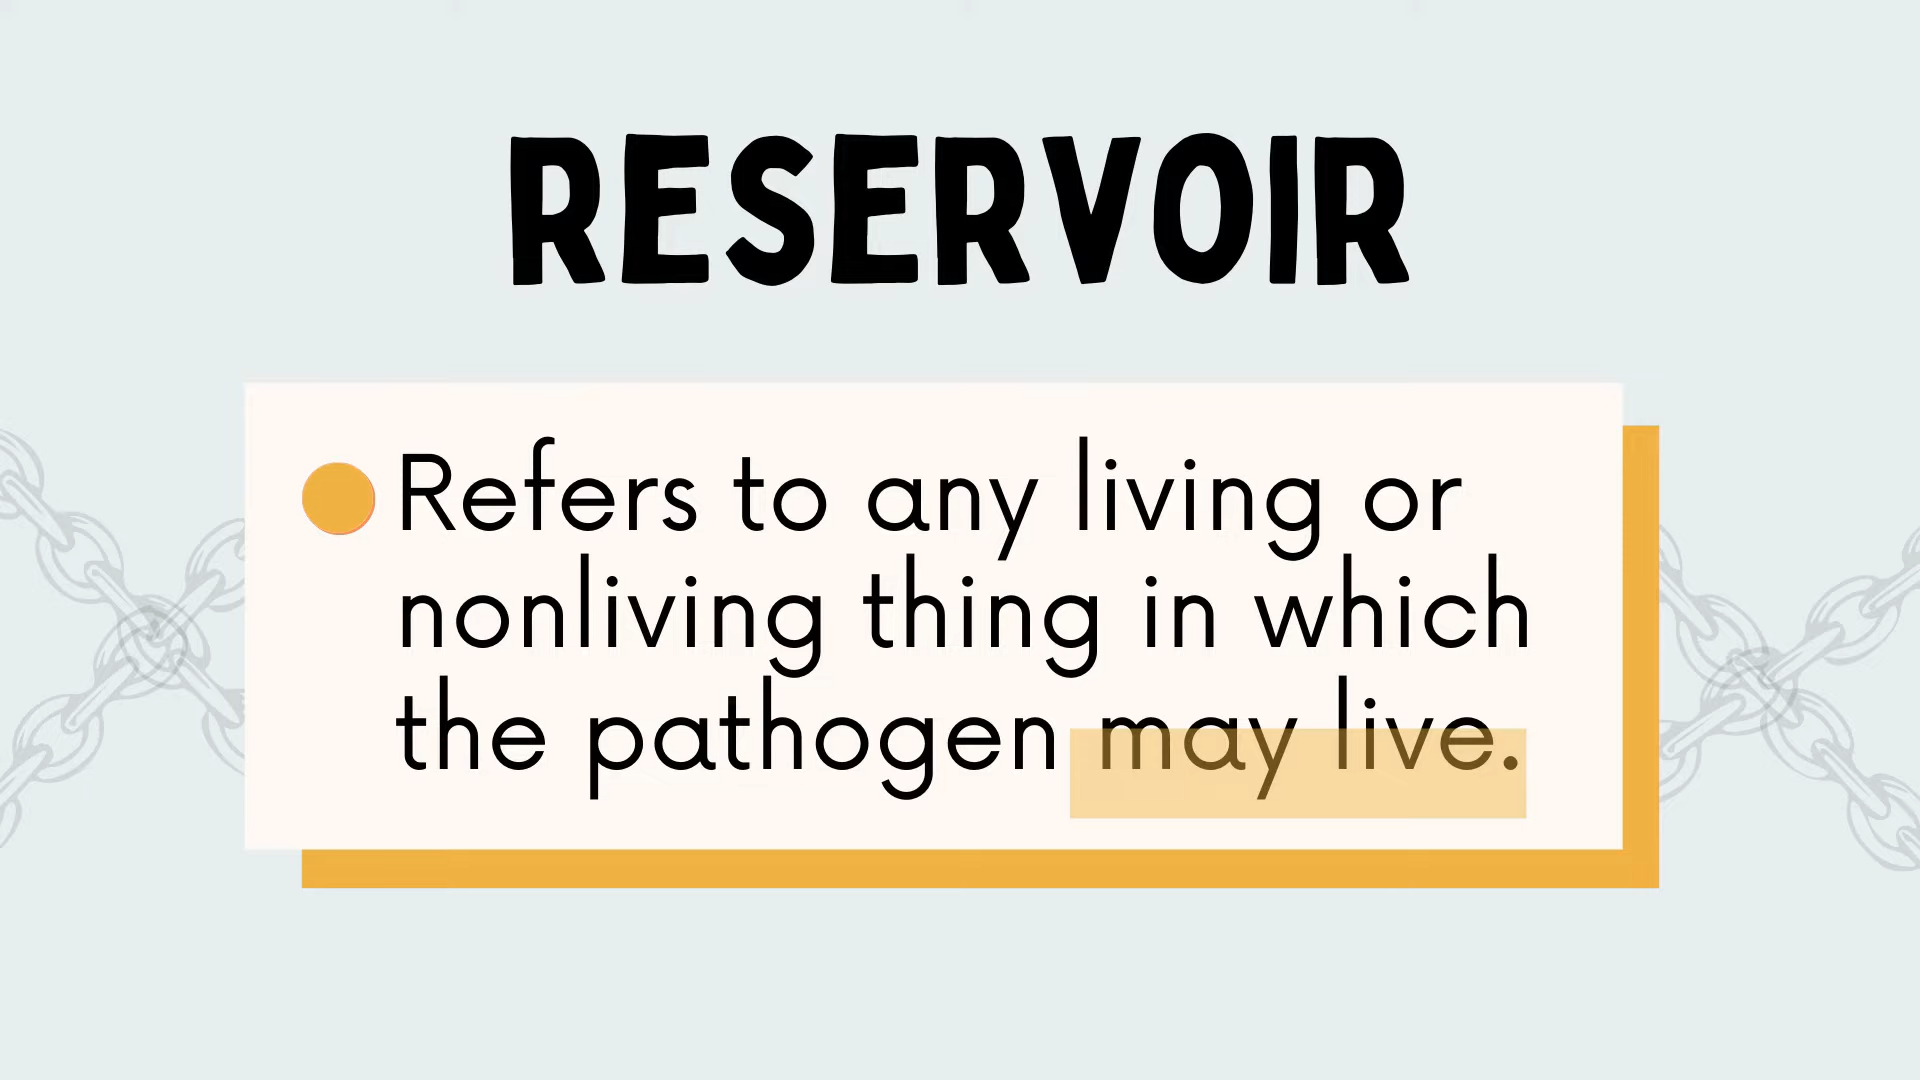 RESERVOIR
Refers to any living or
nonliving thing in which
the pathogen may live.